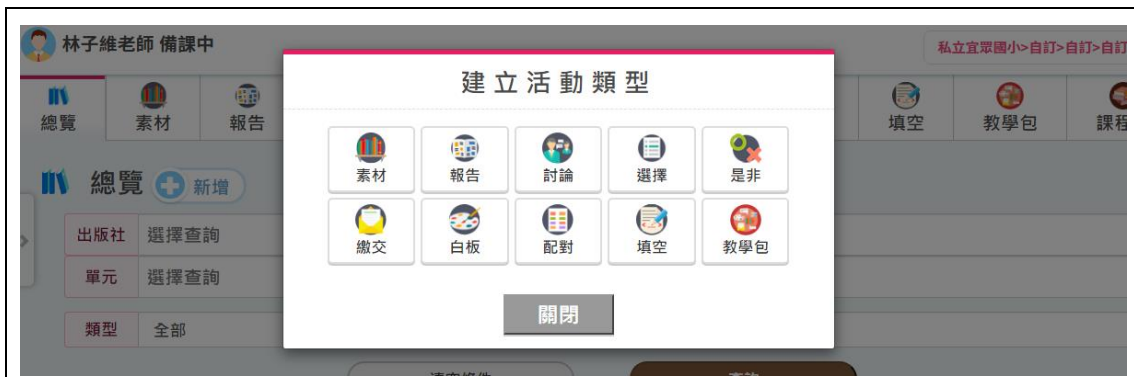 林子維老師 備課中
私立宜眾國小>自訂>自訂>自訂
總覽 素材 報告 填空 教學包 課程
建立活動類型
素材 報告 討論 選擇 是非
繳交 白板 配對 填空 教學包
關閉
總覽 新增
出版社 選擇查詢
單元 選擇查詢
類型 全部